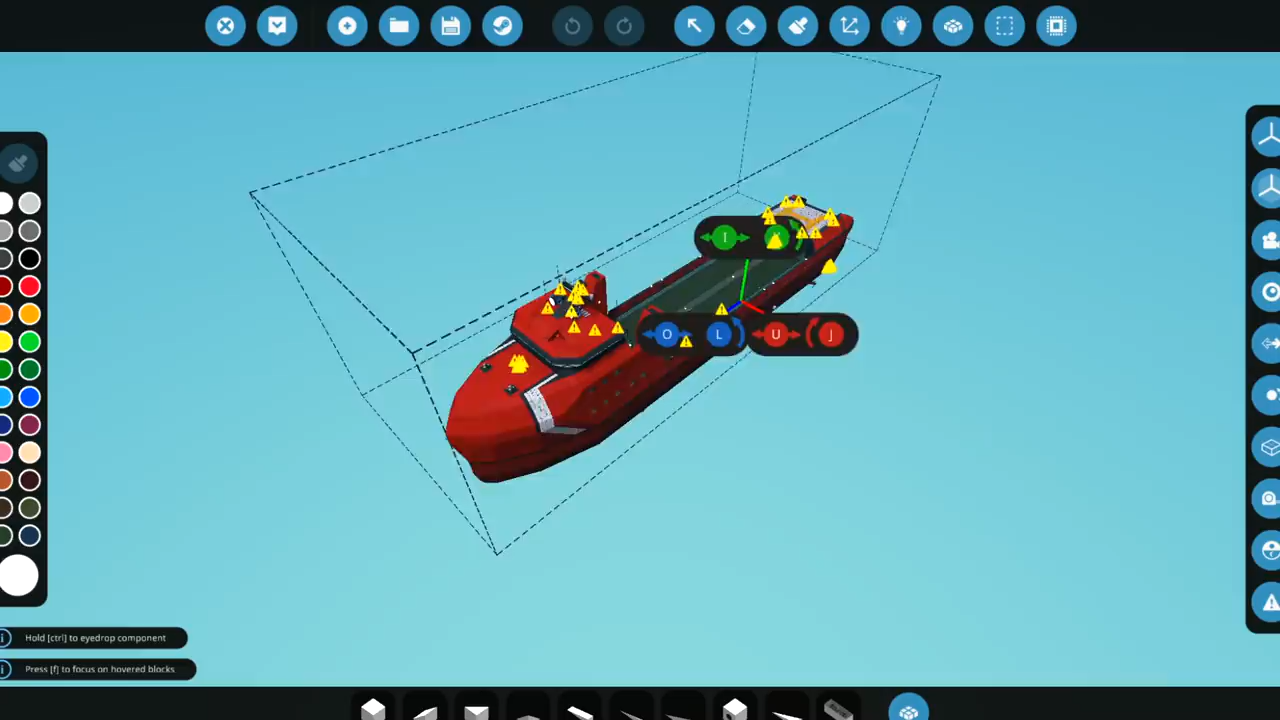 T
O
L
U
J
Hold [ctrl] to eyedrop component
Press [f] to focus on hovered blocks